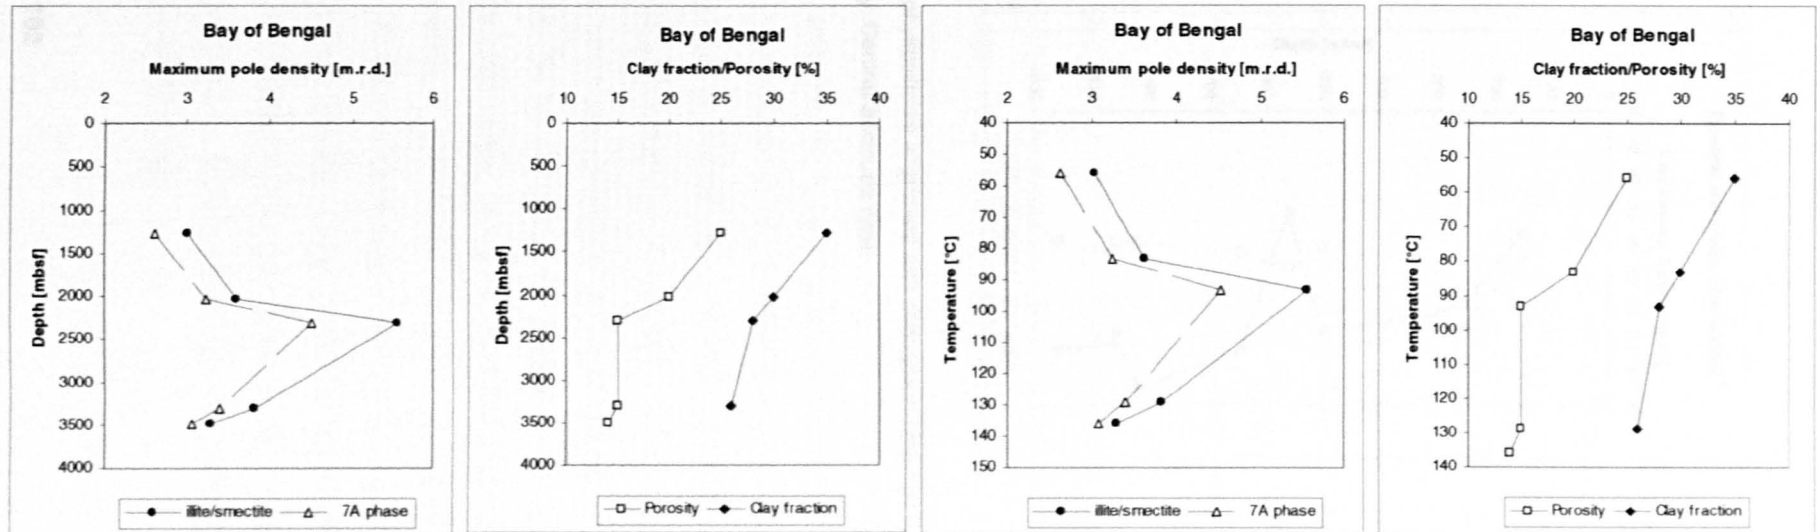 Bay of Bengal
Maximum pole density [m.r.d.]
2 3 4 5 6
0
500
1000
1500
2000
2500
3000
3500
4000
Depth [mbsf]
illite/smectite 7A phase
Bay of Bengal
Clay fraction/Porosity [%]
10 15 20 25 30 35 40
0
500
1000
1500
2000
2500
3000
3500
4000
Depth [mbsf]
Porosity Clay fraction
Bay of Bengal
Maximum pole density [m.r.d.]
2 3 4 5 6
40
50
60
70
80
90
100
110
120
130
140
150
Temperature [°C]
illite/smectite 7A phase
Bay of Bengal
Clay fraction/Porosity [%]
10 15 20 25 30 35 40
40
50
60
70
80
90
100
110
120
130
140
Temperature [°C]
Porosity Clay fraction